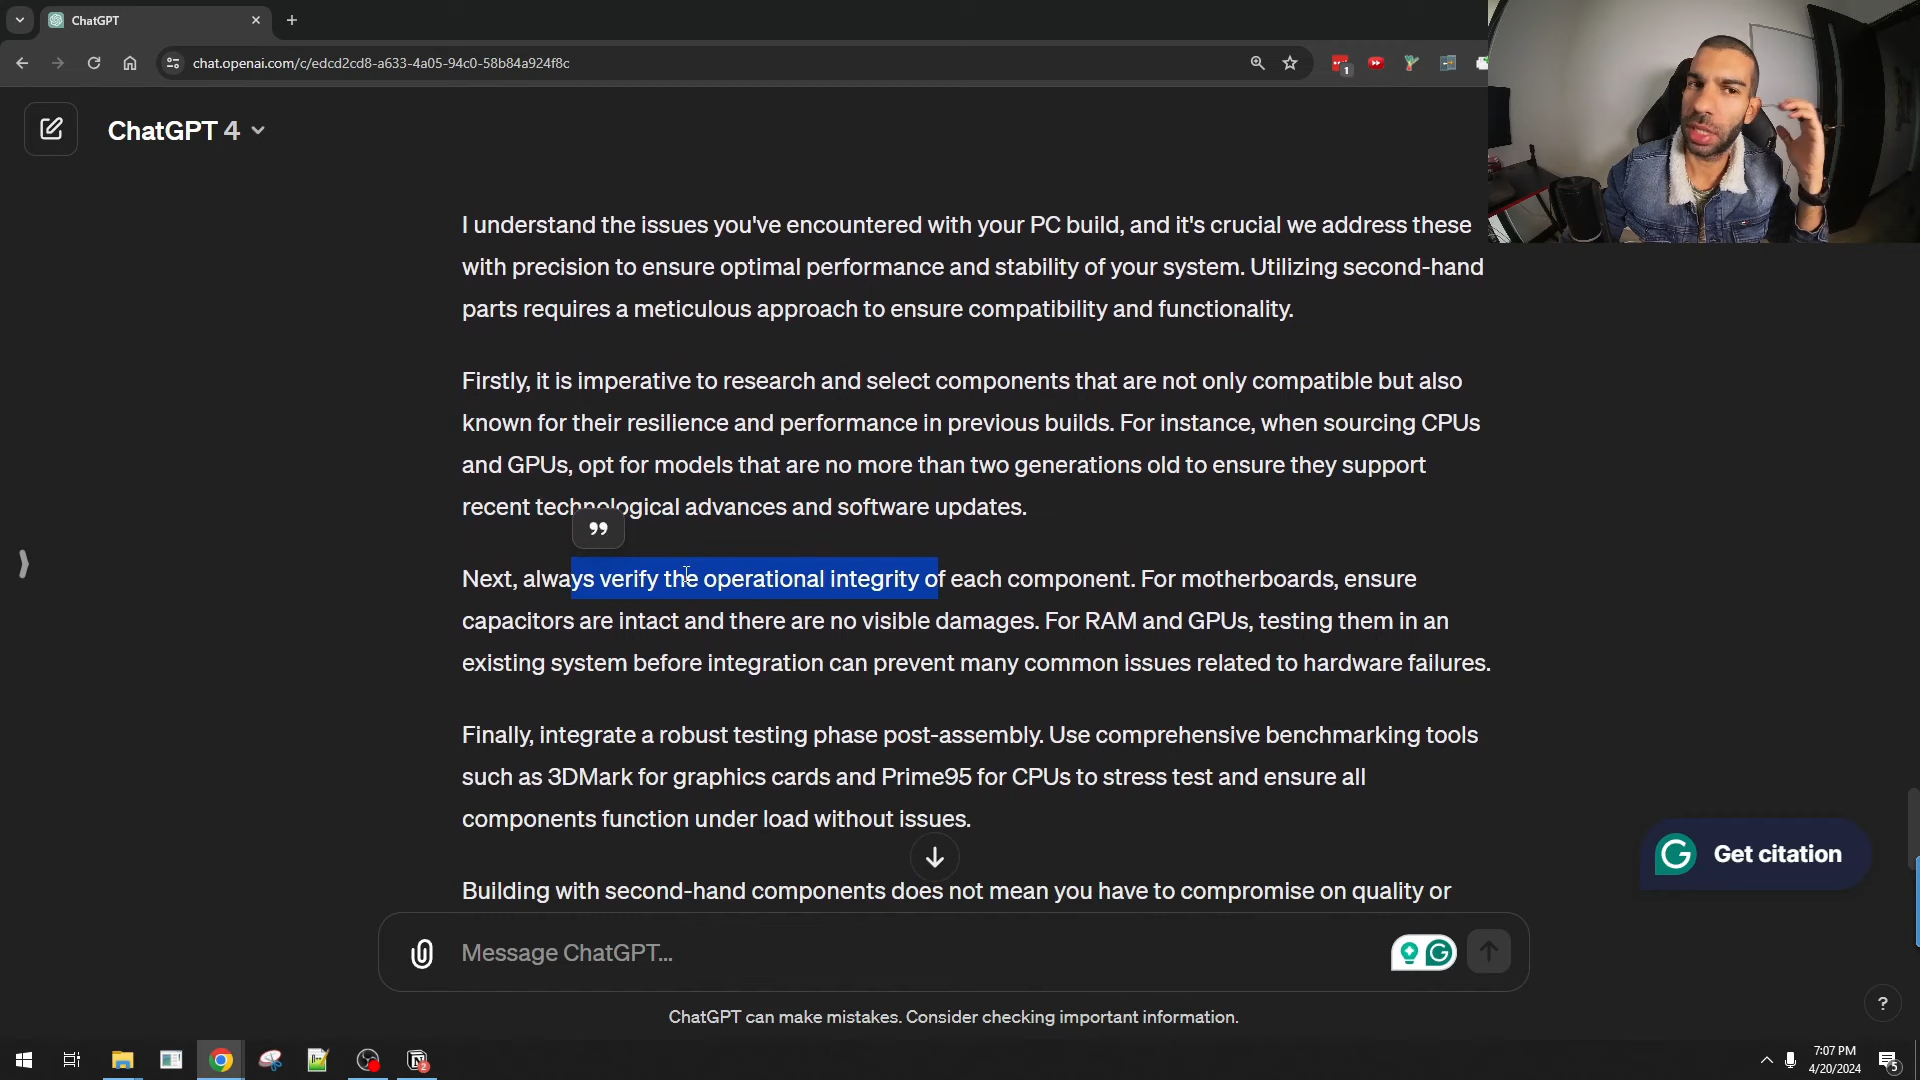 ChatGPT
chat.openai.com/c/edcd2cd8-a633-4a05-94c0-58b84a924f8c
1
ChatGPT 4
I understand the issues you've encountered with your PC build, and it's crucial we address these
with precision to ensure optimal performance and stability of your system. Utilizing second-hand
parts requires a meticulous approach to ensure compatibility and functionality.
Firstly, it is imperative to research and select components that are not only compatible but also
known for their resilience and performance in previous builds. For instance, when sourcing CPUs
and GPUs, opt for models that are no more than two generations old to ensure they support
recent technological advances and software updates.
Next, always verify the operational integrity of each component. For motherboards, ensure
capacitors are intact and there are no visible damages. For RAM and GPUs, testing them in an
existing system before integration can prevent many common issues related to hardware failures.
Finally, integrate a robust testing phase post-assembly. Use comprehensive benchmarking tools
such as 3DMark for graphics cards and Prime95 for CPUs to stress test and ensure all
components function under load without issues.
Get citation
Building with second-hand components does not mean you have to compromise on quality or
Message ChatGPT...
ChatGPT can make mistakes. Consider checking important information.
?
2
7:07 PM
4/20/2024
5